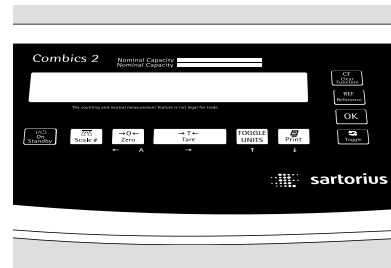 Combics 2
Nominal Capacity
Nominal Capacity
CF
Clear
Function
REF
Reference
OK
The counting and neutral measurement feature is not legal for trade.
I/⏻
On
Standby
Scale #
→0←
Zero
→T←
Tare
TOGGLE
UNITS
Print
Toggle
← A → ↑ ↓
sartorius